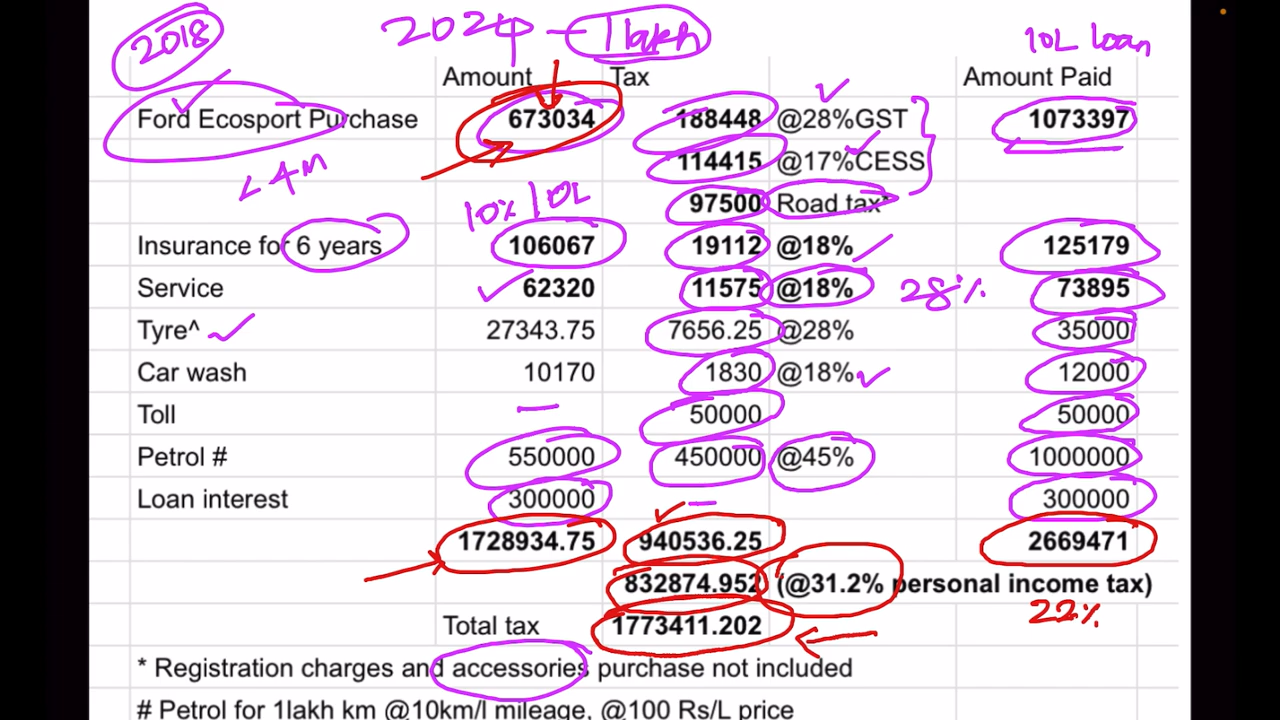 2018 2024 - 1 lakh 10L loan
Amount Tax Amount Paid
Ford Ecosport Purchase 673034 188448 @28%GST 1073397
< 4m 114415 @17%CESS
97500 Road tax*
10% 10L
Insurance for 6 years 106067 19112 @18% 125179
Service 62320 11575 @18% 28% 73895
Tyre^ 27343.75 7656.25 @28% 35000
Car wash 10170 1830 @18% 12000
Toll - 50000 50000
Petrol # 550000 450000 @45% 1000000
Loan interest 300000 - 300000
1728934.75 940536.25 2669471
832874.952 (@31.2% personal income tax)
Total tax 1773411.202 22%
* Registration charges and accessories purchase not included
# Petrol for 1lakh km @10km/l mileage, @100 Rs/L price